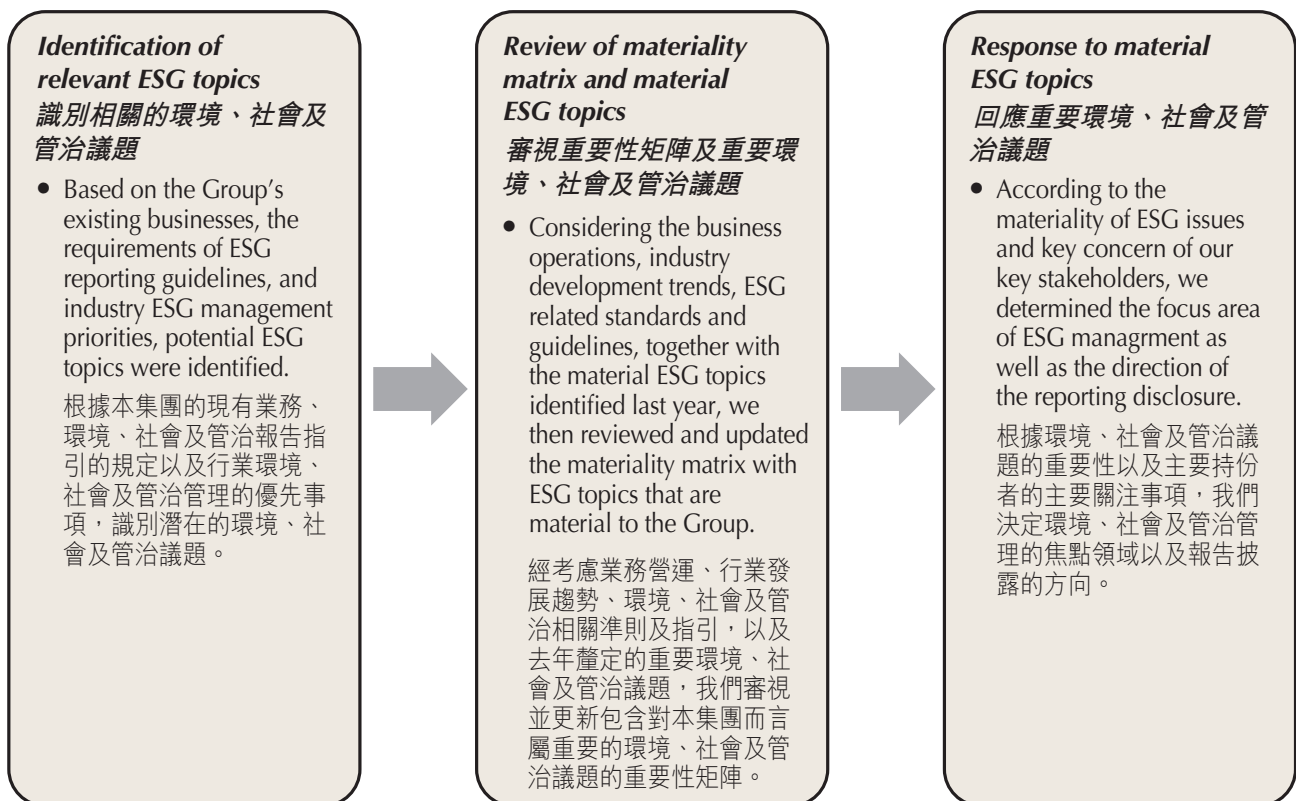 Identification of
relevant ESG topics
識別相關的環境、社會及
管治議題
• Based on the Group's
existing businesses, the
requirements of ESG
reporting guidelines, and
industry ESG management
priorities, potential ESG
topics were identified.
根據本集團的現有業務、
環境、社會及管治報告指
引的規定以及行業環境、
社會及管治管理的優先事
項，識別潛在的環境、社
會及管治議題。
Review of materiality
matrix and material
ESG topics
審視重要性矩陣及重要環
境、社會及管治議題
• Considering the business
operations, industry
development trends, ESG
related standards and
guidelines, together with
the material ESG topics
identified last year, we
then reviewed and updated
the materiality matrix with
ESG topics that are
material to the Group.
經考慮業務營運、行業發
展趨勢、環境、社會及管
治相關準則及指引，以及
去年釐定的重要環境、社
會及管治議題，我們審視
並更新包含對本集團而言
屬重要的環境、社會及管
治議題的重要性矩陣。
Response to material
ESG topics
回應重要環境、社會及管
治議題
• According to the
materiality of ESG issues
and key concern of our
key stakeholders, we
determined the focus area
of ESG managrment as
well as the direction of
the reporting disclosure.
根據環境、社會及管治議
題的重要性以及主要持份
者的主要關注事項，我們
決定環境、社會及管治管
理的焦點領域以及報告披
露的方向。